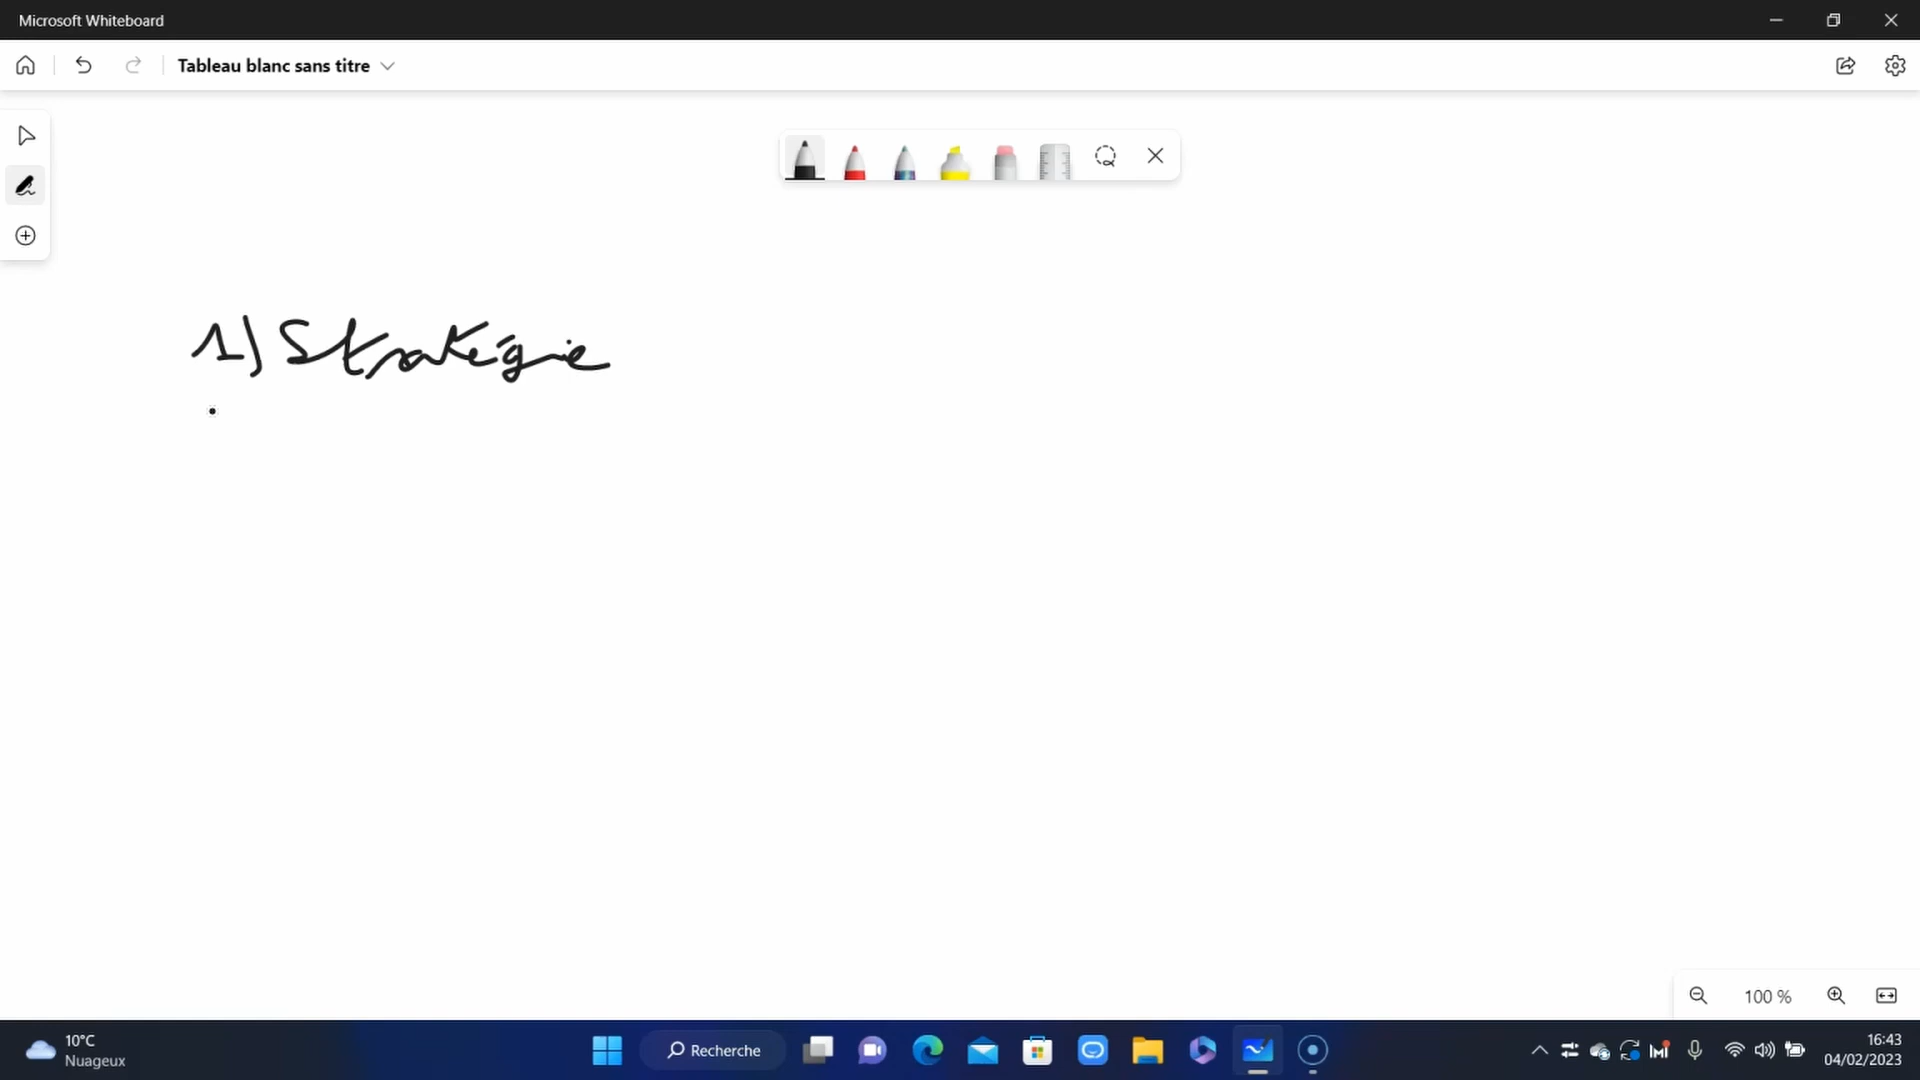 Microsoft Whiteboard
Tableau blanc sans titre
1) Stratégie
100 %
10°C
Nuageux
Recherche
16:43
04/02/2023